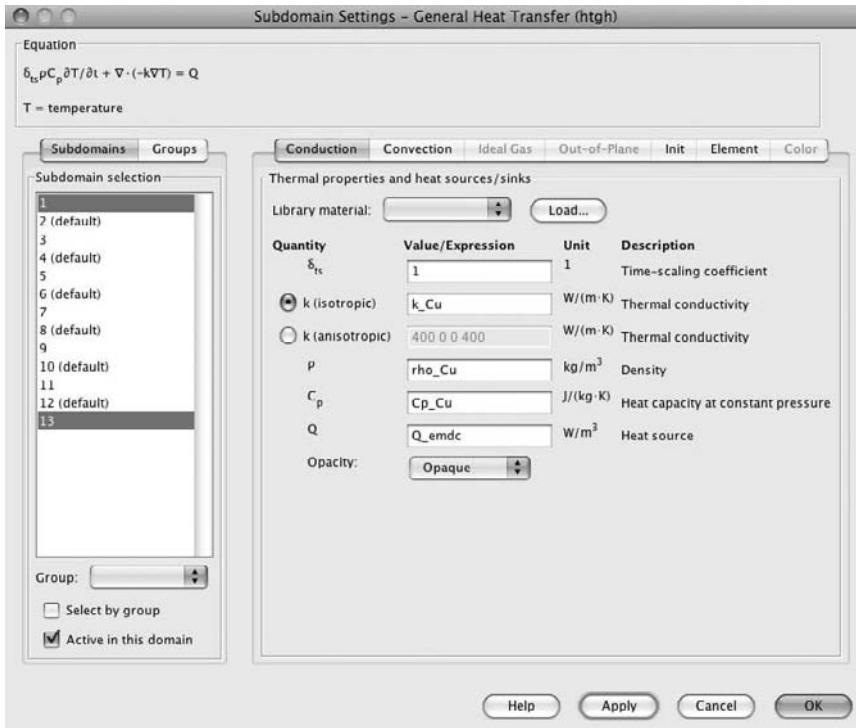 Subdomain Settings – General Heat Transfer (htgh)
Equation
δtsρCp∂T/∂t + ∇·(-k∇T) = Q
T = temperature
Subdomains Groups
Subdomain selection
1
2 (default)
3
4 (default)
5
6 (default)
7
8 (default)
9
10 (default)
11
12 (default)
13
Group:
Select by group
Active in this domain
Conduction Convection Ideal Gas Out-of-Plane Init Element Color
Thermal properties and heat sources/sinks
Library material: Load...
Quantity Value/Expression Unit Description
δts 1 1 Time-scaling coefficient
k (isotropic) k_Cu W/(m·K) Thermal conductivity
k (anisotropic) 400 0 0 400 W/(m·K) Thermal conductivity
ρ rho_Cu kg/m³ Density
Cp Cp_Cu J/(kg·K) Heat capacity at constant pressure
Q Q_emdc W/m³ Heat source
Opacity: Opaque
Help Apply Cancel OK